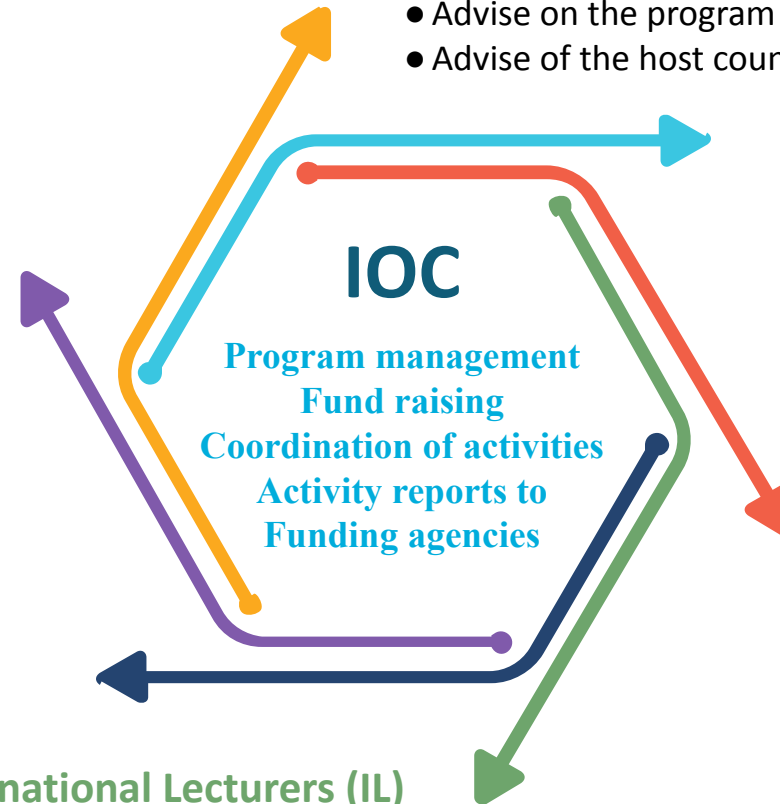 ● Advise on the program
● Advise of the host coun
IOC
Program management
Fund raising
Coordination of activities
Activity reports to
Funding agencies
national Lecturers (IL)